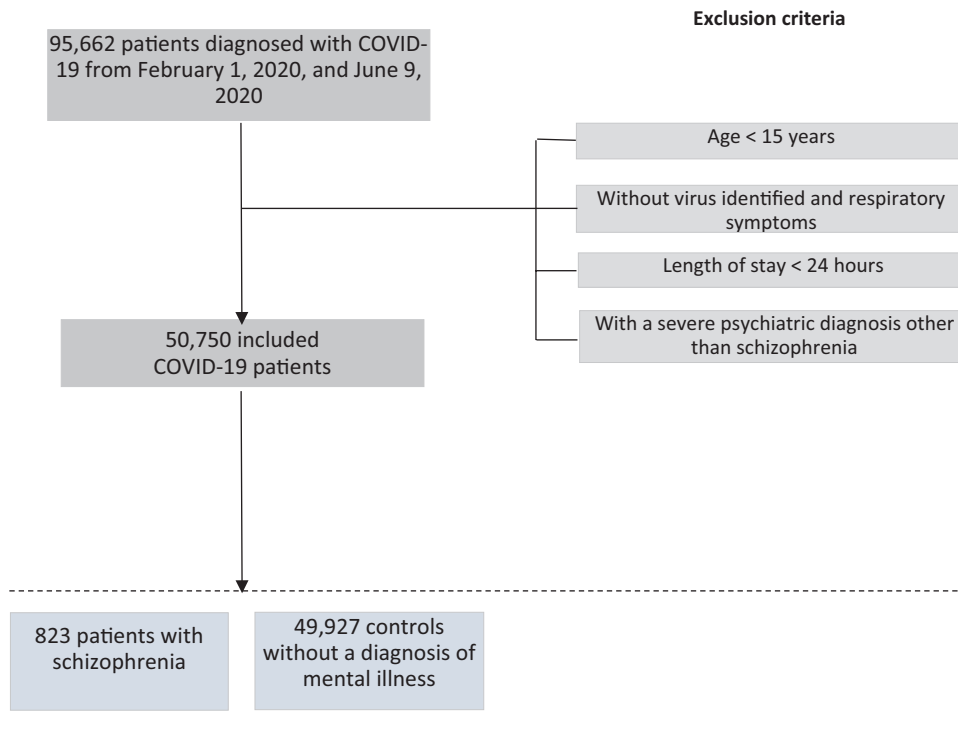 Exclusion criteria
95,662 patients diagnosed with COVID-
19 from February 1, 2020, and June 9,
2020
Age < 15 years
Without virus identified and respiratory
symptoms
Length of stay < 24 hours
With a severe psychiatric diagnosis other
than schizophrenia
50,750 included
COVID-19 patients
823 patients with
schizophrenia
49,927 controls
without a diagnosis of
mental illness